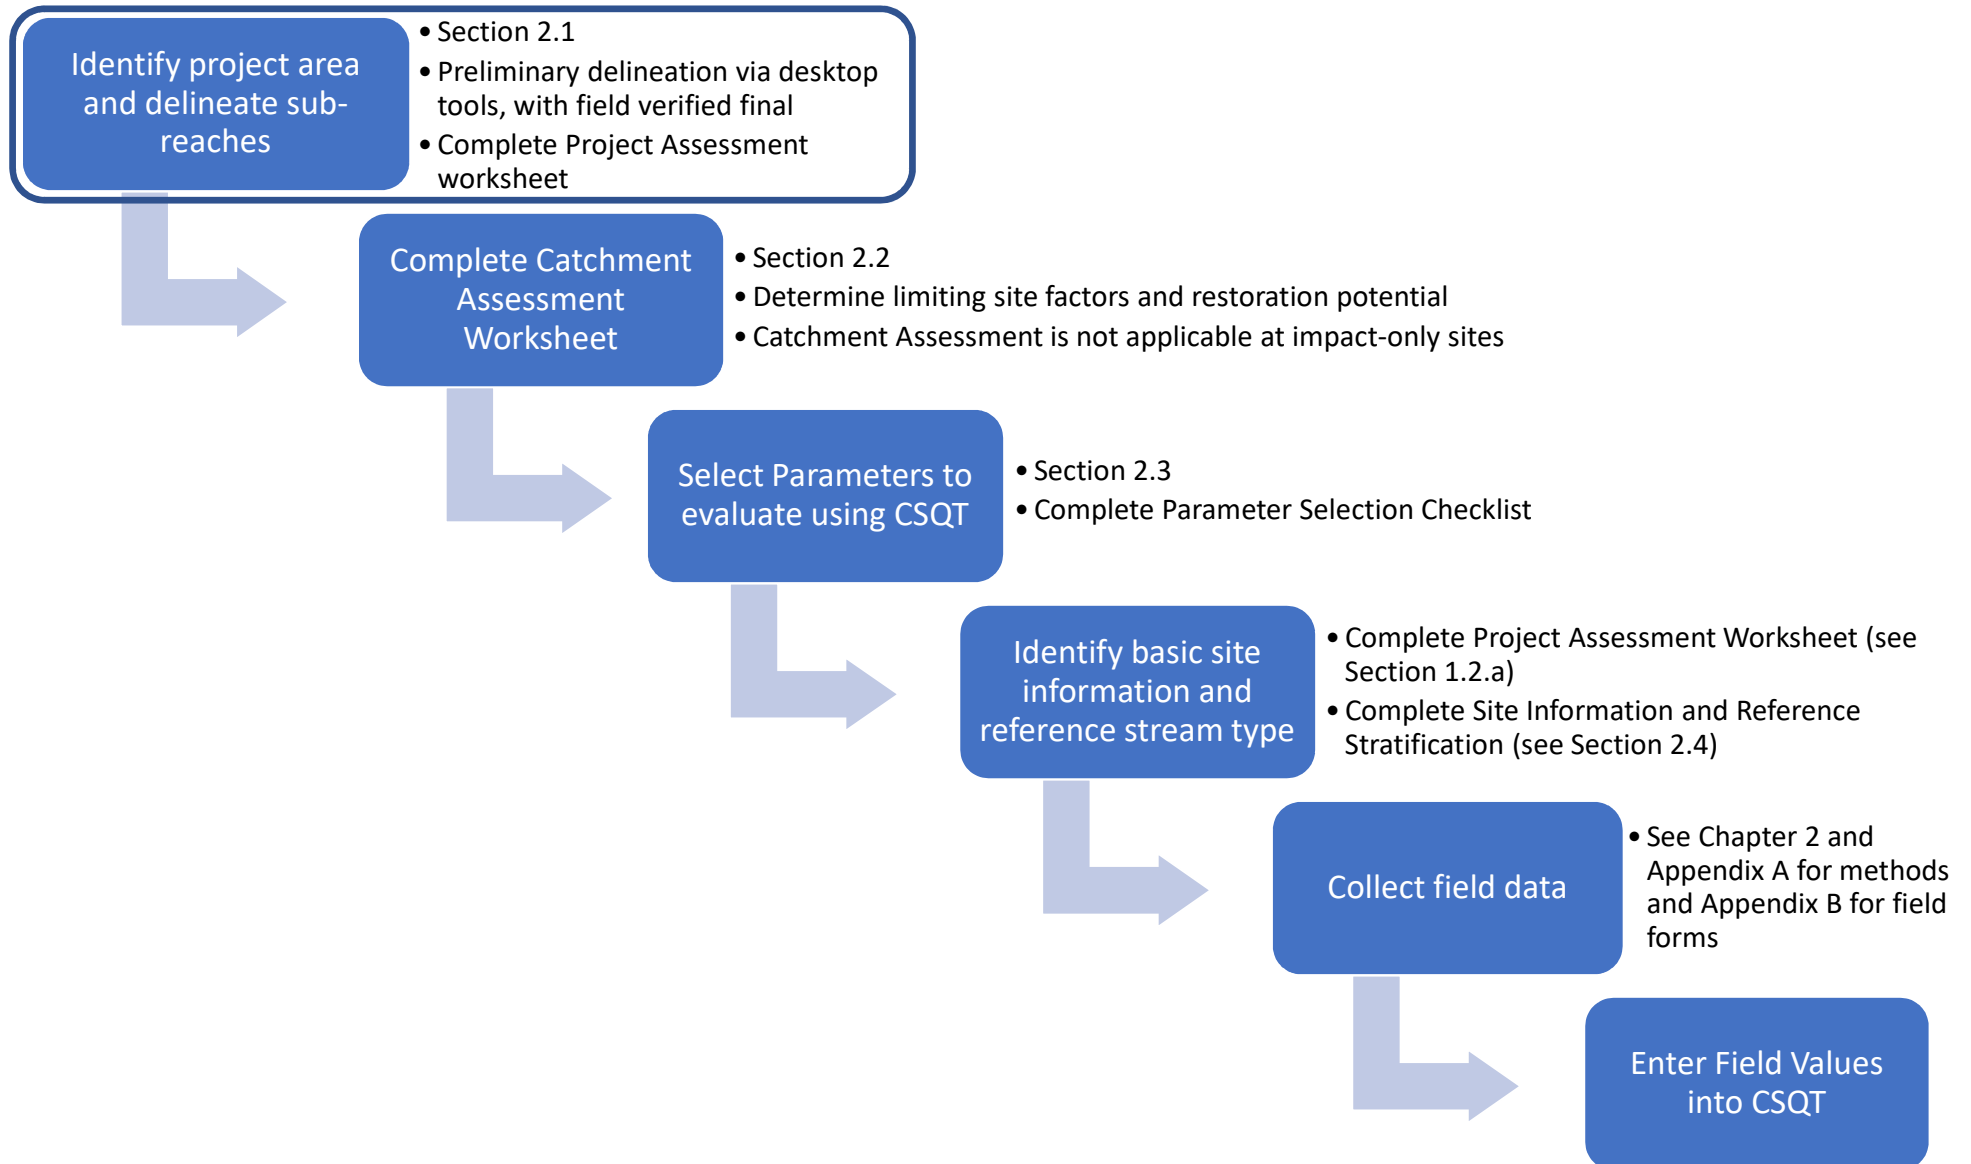 Identify project area
and delineate sub-
reaches
• Section 2.1
• Preliminary delineation via desktop
tools, with field verified final
• Complete Project Assessment
worksheet
Complete Catchment
Assessment
Worksheet
• Section 2.2
• Determine limiting site factors and restoration potential
• Catchment Assessment is not applicable at impact-only sites
Select Parameters to
evaluate using CSQT
• Section 2.3
• Complete Parameter Selection Checklist
Identify basic site
information and
reference stream type
• Complete Project Assessment Worksheet (see
Section 1.2.a)
• Complete Site Information and Reference
Stratification (see Section 2.4)
Collect field data
• See Chapter 2 and
Appendix A for methods
and Appendix B for field
forms
Enter Field Values
into CSQT